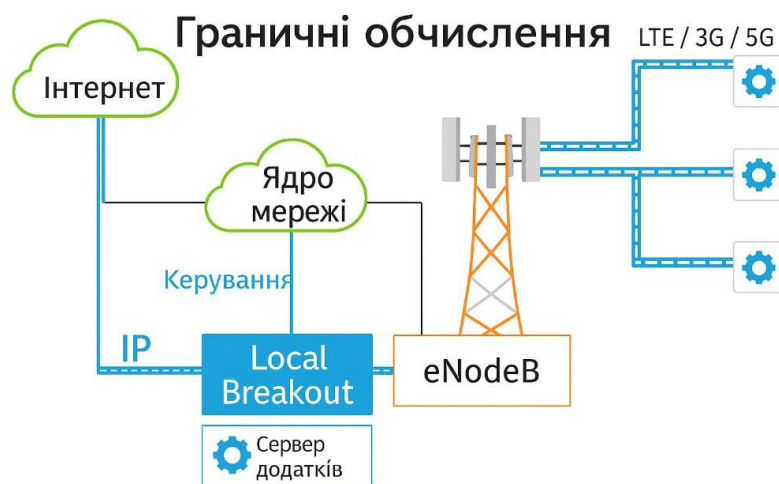 Граничні обчислення
LTE / 3G / 5G
Інтернет
Ядро
мережі
Керування
IP
Local
Breakout
eNodeB
Сервер
додатків